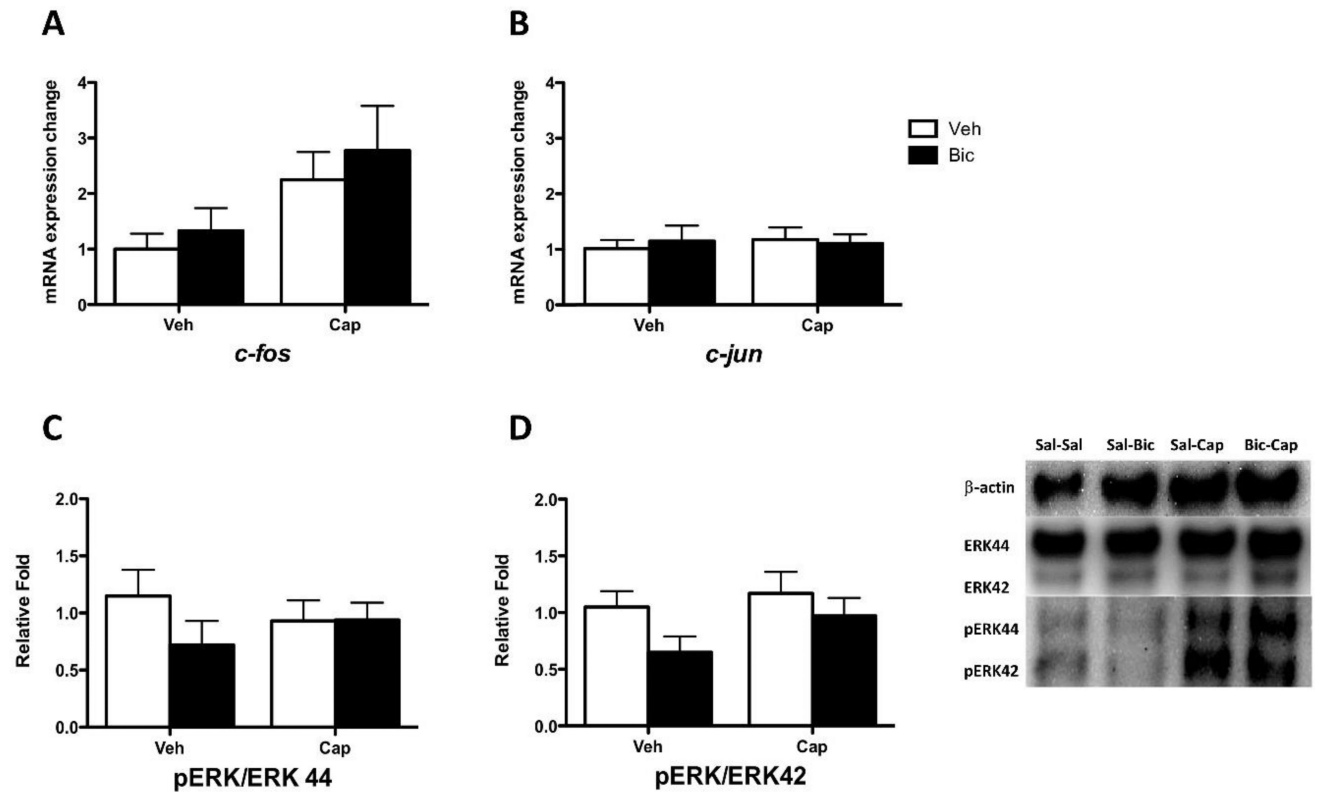 A
B
mRNA expression change
4
3
2
1
0
Veh
Cap
c-fos
mRNA expression change
4
3
2
1
0
Veh
Cap
c-jun
Veh
Bic
C
D
Relative Fold
2.0
1.5
1.0
0.5
0.0
Veh
Cap
pERK/ERK 44
Relative Fold
2.0
1.5
1.0
0.5
0.0
Veh
Cap
pERK/ERK42
Sal-Sal Sal-Bic Sal-Cap Bic-Cap
β-actin
ERK44
ERK42
pERK44
pERK42